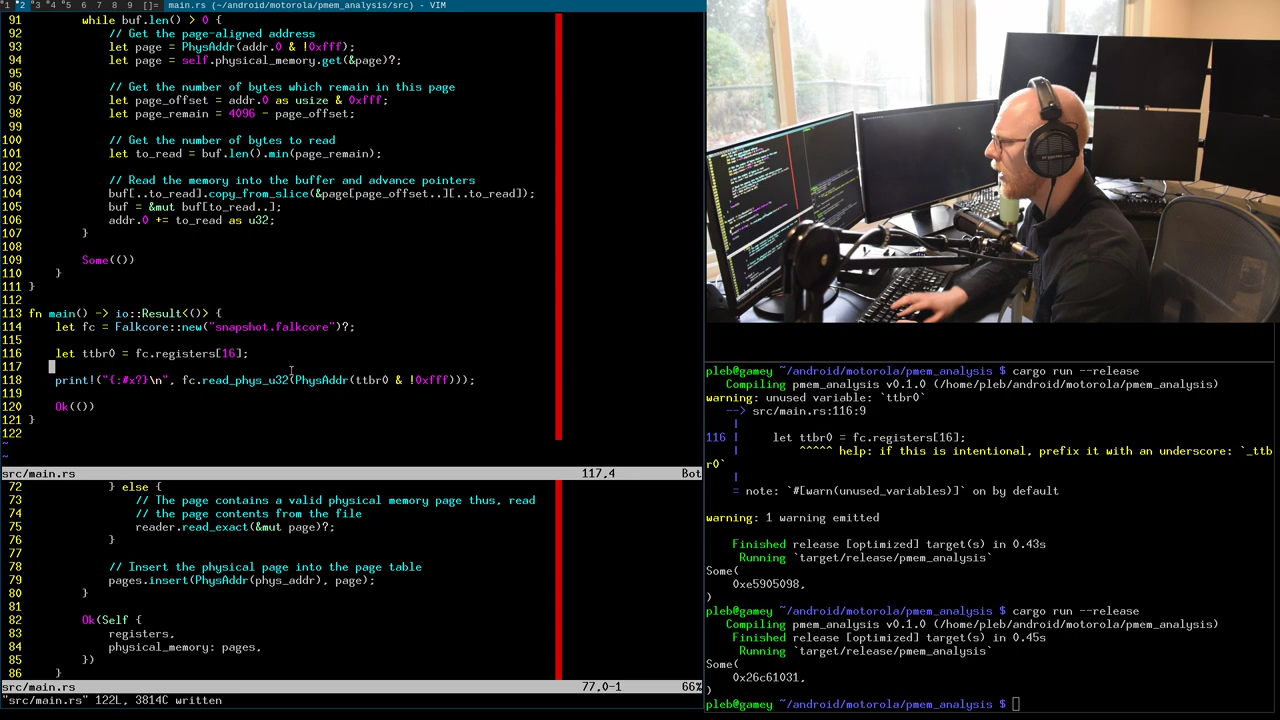 1 2 3 4 5 6 7 8 9 []= main.rs (~/android/motorola/pmem_analysis/src) - VIM
91 while buf.len() > 0 {
92 // Get the page-aligned address
93 let page = PhysAddr(addr.0 & !0xfff);
94 let page = self.physical_memory.get(&page)?;
95
96 // Get the number of bytes which remain in this page
97 let page_offset = addr.0 as usize & 0xfff;
98 let page_remain = 4096 - page_offset;
99
100 // Get the number of bytes to read
101 let to_read = buf.len().min(page_remain);
102
103 // Read the memory into the buffer and advance pointers
104 buf[..to_read].copy_from_slice(&page[page_offset..][..to_read]);
105 buf = &mut buf[to_read..];
106 addr.0 += to_read as u32;
107 }
108
109 Some(())
110 }
111 }
112
113 fn main() -> io::Result<()> {
114 let fc = Falkcore::new("snapshot.falkcore")?;
115
116 let ttbr0 = fc.registers[16];
117
118 print!("{:#x?}\n", fc.read_phys_u32(PhysAddr(ttbr0 & !0xfff)));
119
120 Ok(())
121 }
122
~
~
src/main.rs 117,4 Bot
72 } else {
73 // The page contains a valid physical memory page thus, read
74 // the page contents from the file
75 reader.read_exact(&mut page)?;
76 }
77
78 // Insert the physical page into the page table
79 pages.insert(PhysAddr(phys_addr), page);
80 }
81
82 Ok(Self {
83 registers,
84 physical_memory: pages,
85 })
86 }
src/main.rs 77,0-1 66%
"src/main.rs" 122L, 3814C written
pleb@gamey ~/android/motorola/pmem_analysis $ cargo run --release
Compiling pmem_analysis v0.1.0 (/home/pleb/android/motorola/pmem_analysis)
warning: unused variable: `ttbr0`
--> src/main.rs:116:9
|
116 | let ttbr0 = fc.registers[16];
| ^^^^^ help: if this is intentional, prefix it with an underscore: `_ttb
r0`
|
= note: `#[warn(unused_variables)]` on by default
warning: 1 warning emitted
Finished release [optimized] target(s) in 0.43s
Running `target/release/pmem_analysis`
Some(
0xe5905098,
)
pleb@gamey ~/android/motorola/pmem_analysis $ cargo run --release
Compiling pmem_analysis v0.1.0 (/home/pleb/android/motorola/pmem_analysis)
Finished release [optimized] target(s) in 0.45s
Running `target/release/pmem_analysis`
Some(
0x26c61031,
)
pleb@gamey ~/android/motorola/pmem_analysis $